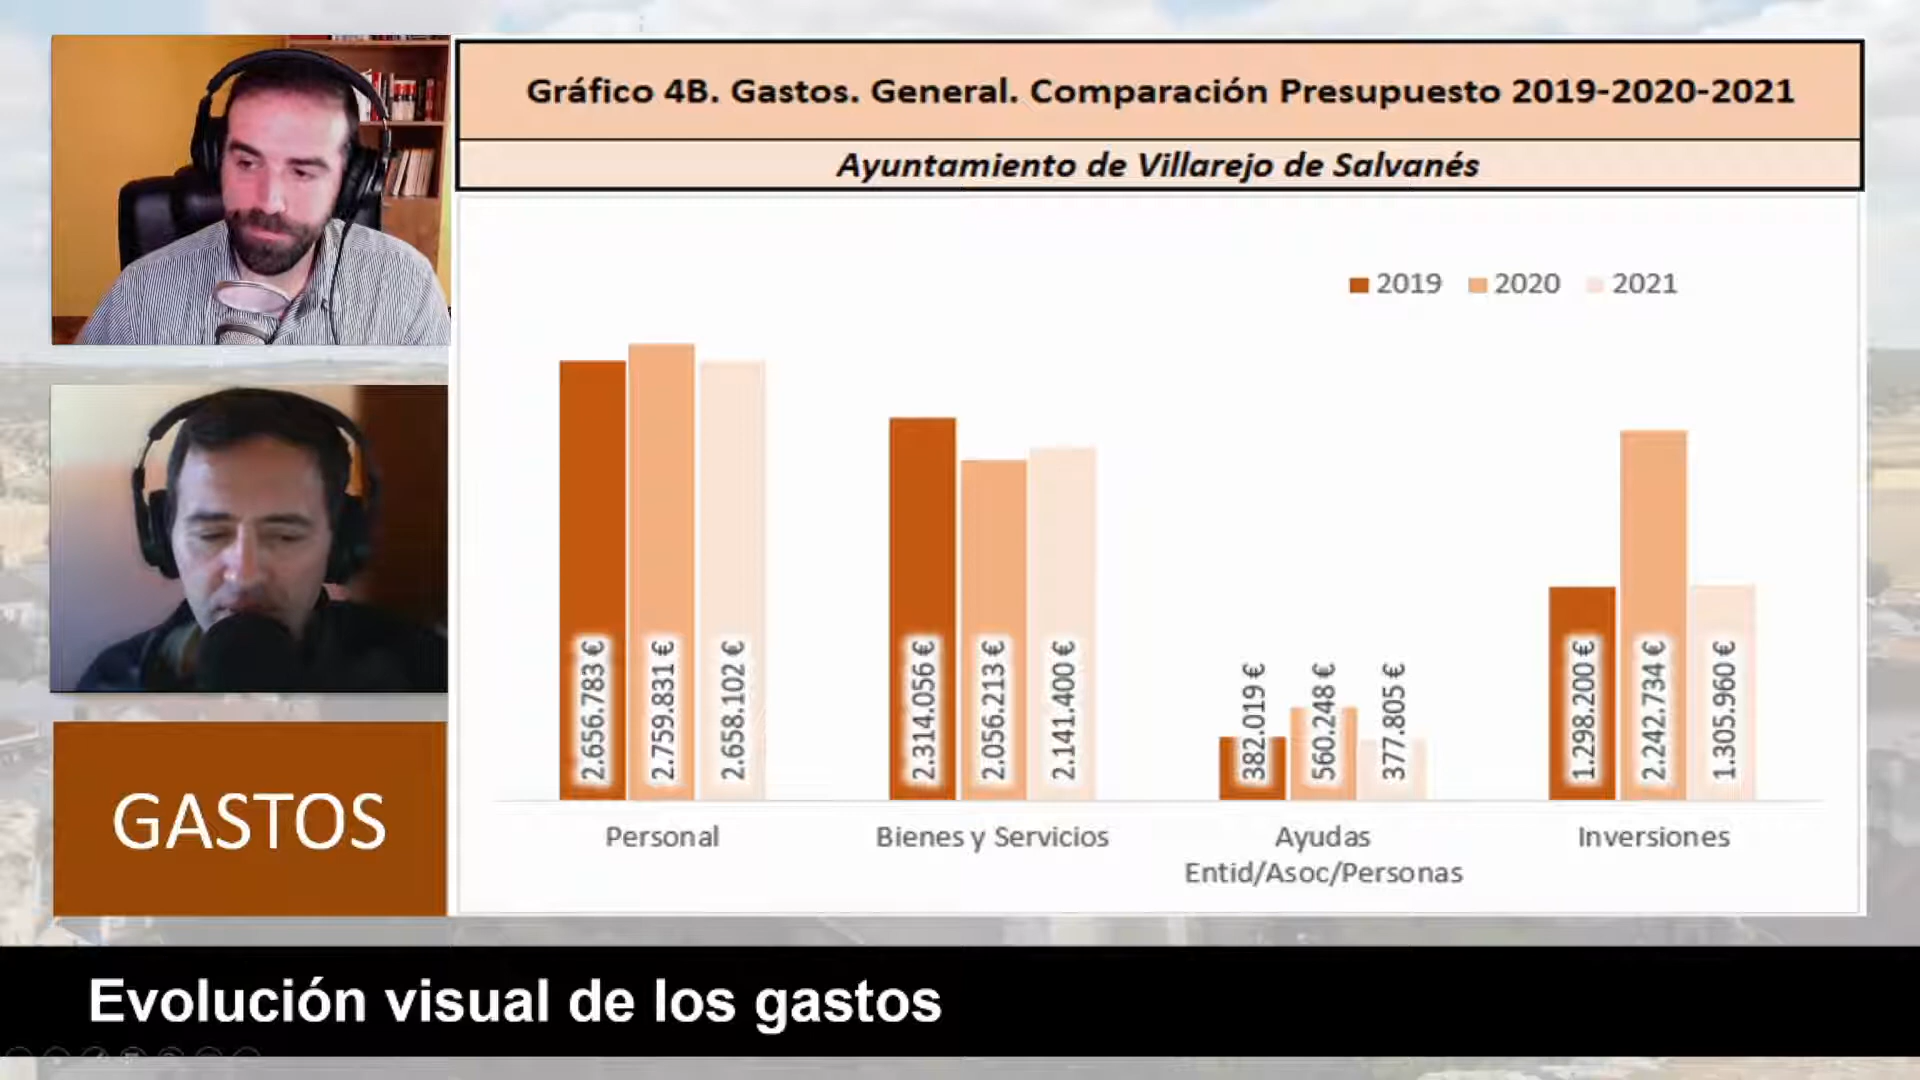 Gráfico 4B. Gastos. General. Comparación Presupuesto 2019-2020-2021
Ayuntamiento de Villarejo de Salvanés
2019 2020 2021
2.656.783 €
2.759.831 €
2.658.102 €
2.314.056 €
2.056.213 €
2.141.400 €
382.019 €
560.248 €
377.805 €
1.298.200 €
2.242.734 €
1.305.960 €
Personal
Bienes y Servicios
Ayudas
Entid/Asoc/Personas
Inversiones
GASTOS
Evolución visual de los gastos